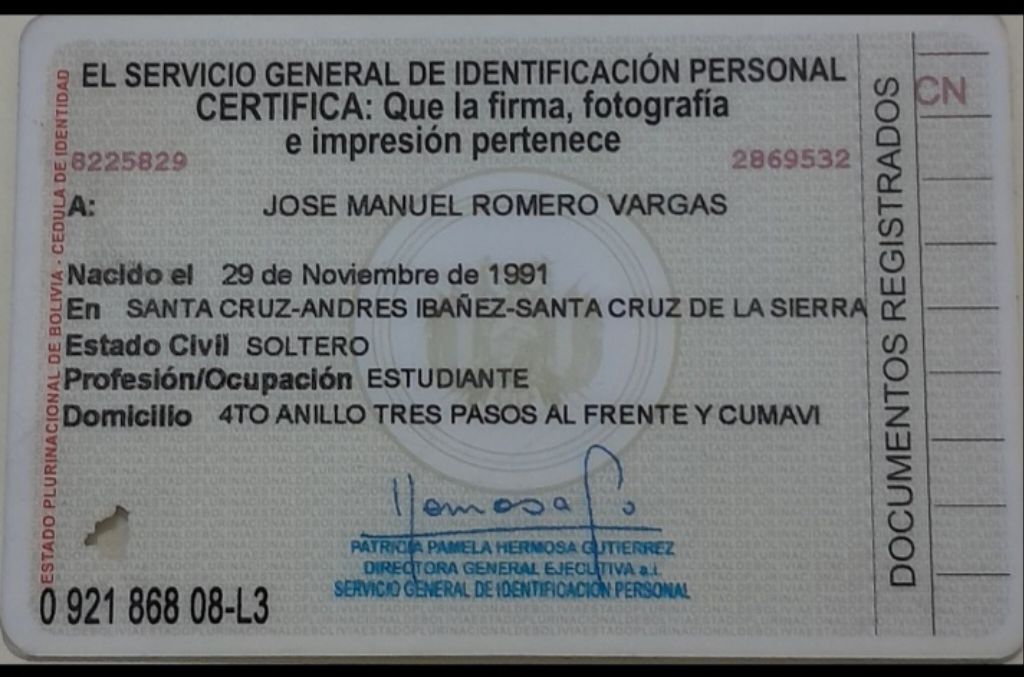 EL SERVICIO GENERAL DE IDENTIFICACIÓN PERSONAL
CERTIFICA: Que la firma, fotografía
e impresión pertenece
8225829
2869532
A: JOSE MANUEL ROMERO VARGAS
Nacido el 29 de Noviembre de 1991
En SANTA CRUZ-ANDRES IBAÑEZ-SANTA CRUZ DE LA SIERRA
Estado Civil SOLTERO
Profesión/Ocupación ESTUDIANTE
Domicilio 4TO ANILLO TRES PASOS AL FRENTE Y CUMAVI
Hermosa
PATRICIA PAMELA HERMOSA GUTIERREZ
DIRECTORA GENERAL EJECUTIVA a.i.
SERVICIO GENERAL DE IDENTIFICACIÓN PERSONAL
0 921 868 08-L3
ESTADO PLURINACIONAL DE BOLIVIA - CEDULA DE IDENTIDAD
DOCUMENTOS REGISTRADOS
CN